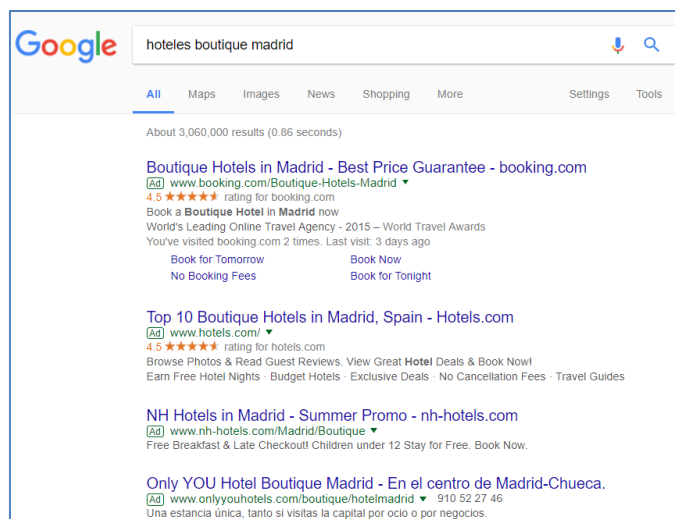 Google
hoteles boutique madrid
All Maps Images News Shopping More Settings Tools
About 3,060,000 results (0.86 seconds)
Boutique Hotels in Madrid - Best Price Guarantee - booking.com
Ad www.booking.com/Boutique-Hotels-Madrid
4.5 ★★★★★ rating for booking.com
Book a Boutique Hotel in Madrid now
World's Leading Online Travel Agency - 2015 – World Travel Awards
You've visited booking.com 2 times. Last visit: 3 days ago
Book for Tomorrow Book Now
No Booking Fees Book for Tonight
Top 10 Boutique Hotels in Madrid, Spain - Hotels.com
Ad www.hotels.com/
4.5 ★★★★★ rating for hotels.com
Browse Photos & Read Guest Reviews. View Great Hotel Deals & Book Now!
Earn Free Hotel Nights · Budget Hotels · Exclusive Deals · No Cancellation Fees · Travel Guides
NH Hotels in Madrid - Summer Promo - nh-hotels.com
Ad www.nh-hotels.com/Madrid/Boutique
Free Breakfast & Late Checkout! Children under 12 Stay for Free. Book Now.
Only YOU Hotel Boutique Madrid - En el centro de Madrid-Chueca.
Ad www.onlyyouhotels.com/boutique/hotelmadrid 910 52 27 46
Una estancia única, tanto si visitas la capital por ocio o por negocios.